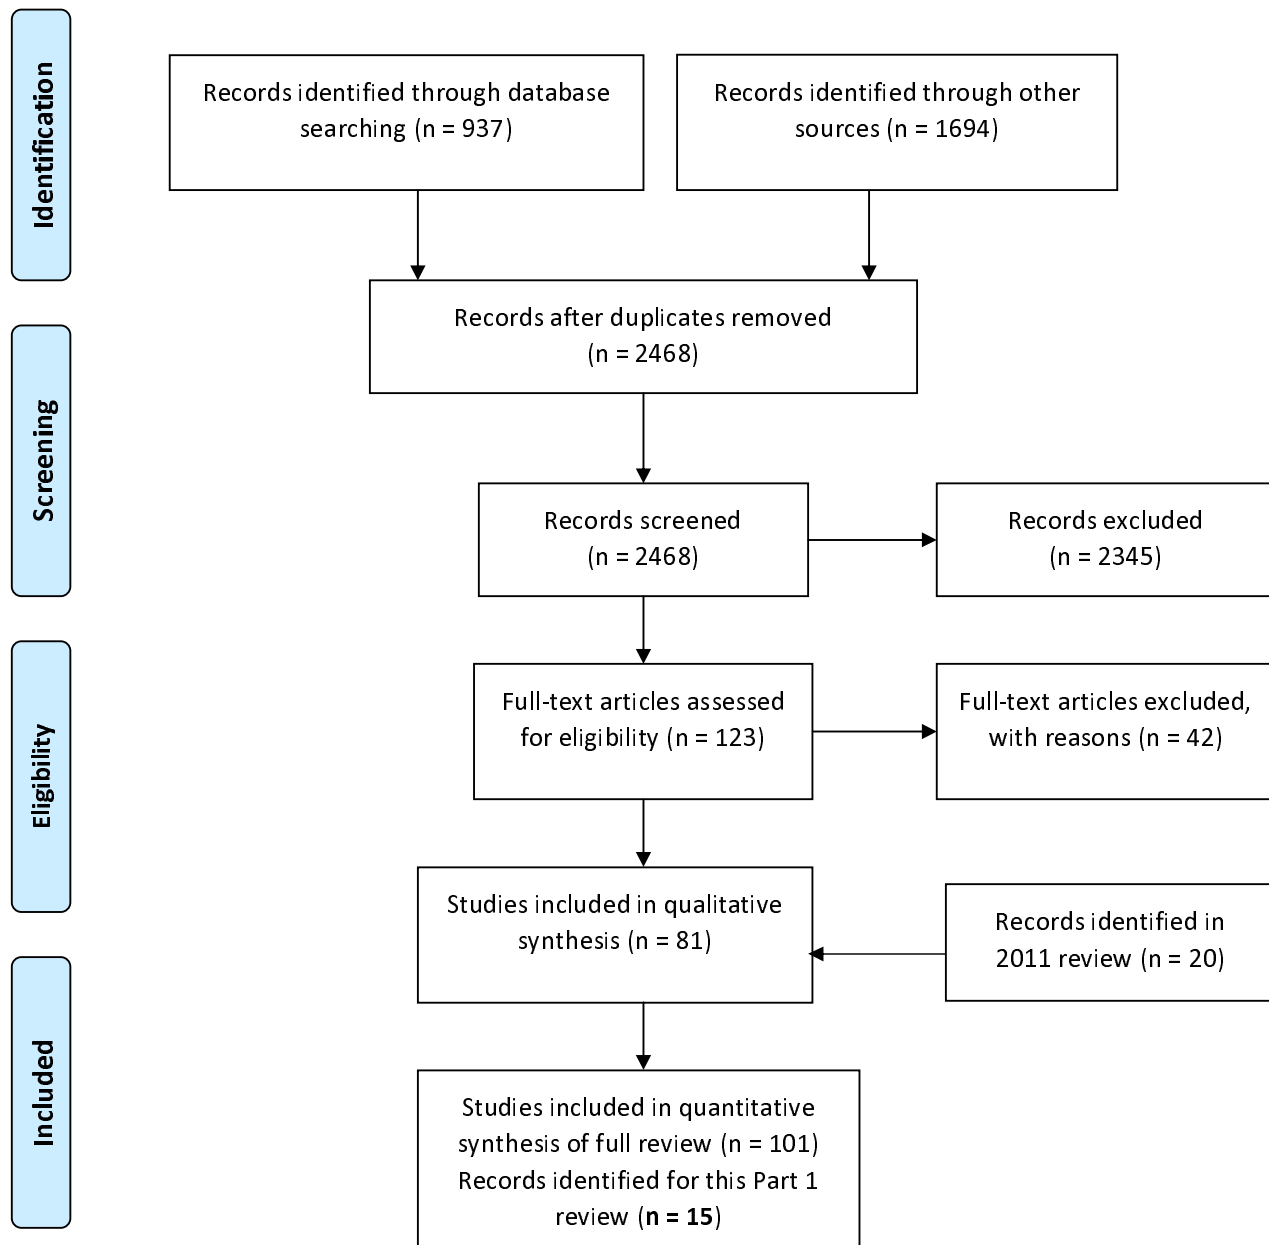 Identification
Records identified through database
searching (n = 937)
Records identified through other
sources (n = 1694)
Records after duplicates removed
(n = 2468)
Screening
Records screened
(n = 2468)
Records excluded
(n = 2345)
Eligibility
Full-text articles assessed
for eligibility (n = 123)
Full-text articles excluded,
with reasons (n = 42)
Studies included in qualitative
synthesis (n = 81)
Records identified in
2011 review (n = 20)
Included
Studies included in quantitative
synthesis of full review (n = 101)
Records identified for this Part 1
review (n = 15)